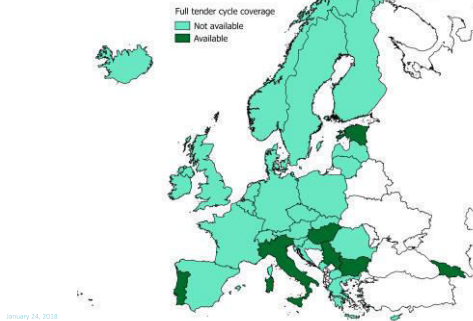 Full tender cycle coverage
Not available
Available
January 24, 2018